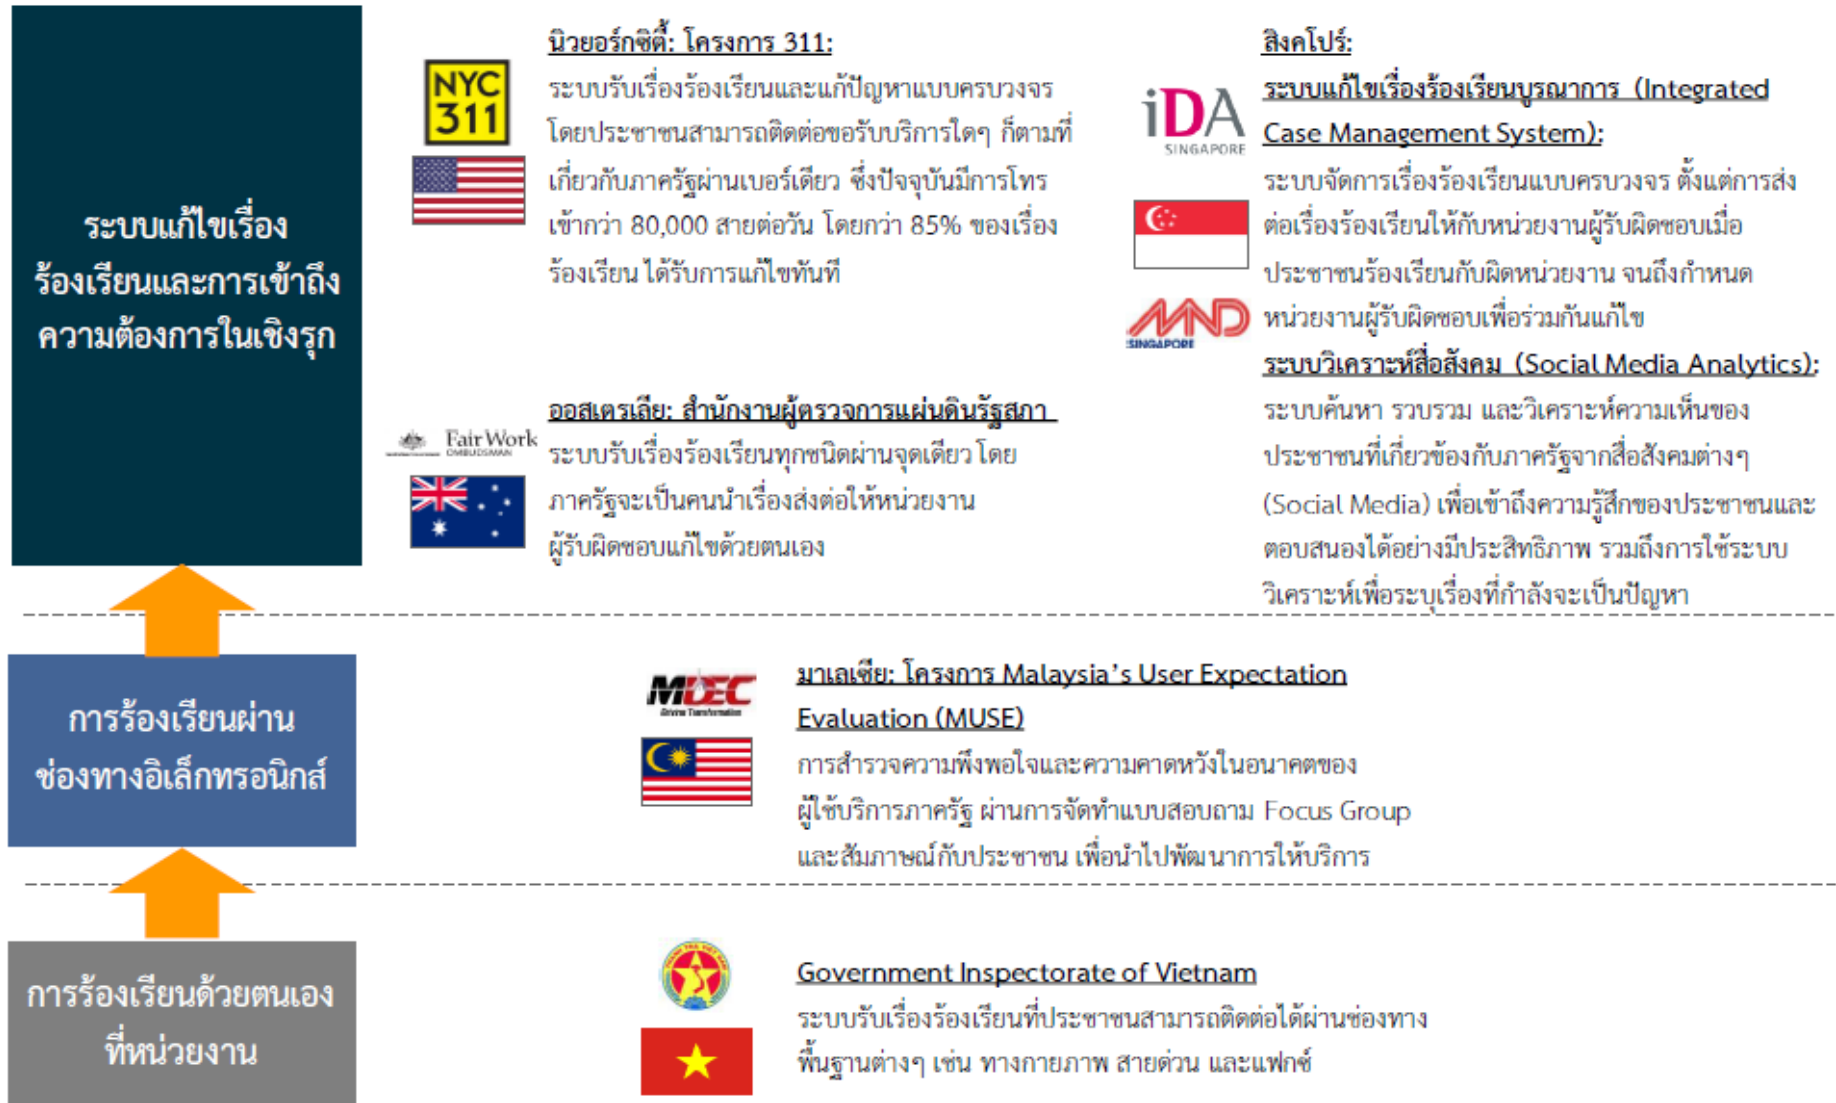 ระบบแก้ไขเรื่อง
ร้องเรียนและการเข้าถึง
ความต้องการในเชิงรุก
NYC
311
นิวยอร์กซิตี้: โครงการ 311:
ระบบรับเรื่องร้องเรียนและแก้ปัญหาแบบครบวงจร
โดยประชาชนสามารถติดต่อขอรับบริการใดๆ ก็ตามที่
เกี่ยวกับภาครัฐผ่านเบอร์เดียว ซึ่งปัจจุบันมีการโทร
เข้ากว่า 80,000 สายต่อวัน โดยกว่า 85% ของเรื่อง
ร้องเรียน ได้รับการแก้ไขทันที
Fair Work
OMBUDSMAN
ออสเตรเลีย: สำนักงานผู้ตรวจการแผ่นดินรัฐสภา
ระบบรับเรื่องร้องเรียนทุกชนิดผ่านจุดเดียว โดย
ภาครัฐจะเป็นคนนำเรื่องส่งต่อให้หน่วยงาน
ผู้รับผิดชอบแก้ไขด้วยตนเอง
iDA
SINGAPORE
MND
SINGAPORE
สิงคโปร์:
ระบบแก้ไขเรื่องร้องเรียนบูรณาการ (Integrated
Case Management System):
ระบบจัดการเรื่องร้องเรียนแบบครบวงจร ตั้งแต่การส่ง
ต่อเรื่องร้องเรียนให้กับหน่วยงานผู้รับผิดชอบเมื่อ
ประชาชนร้องเรียนกับผิดหน่วยงาน จนถึงกำหนด
หน่วยงานผู้รับผิดชอบเพื่อร่วมกันแก้ไข
ระบบวิเคราะห์สื่อสังคม (Social Media Analytics):
ระบบค้นหา รวบรวม และวิเคราะห์ความเห็นของ
ประชาชนที่เกี่ยวข้องกับภาครัฐจากสื่อสังคมต่างๆ
(Social Media) เพื่อเข้าถึงความรู้สึกของประชาชนและ
ตอบสนองได้อย่างมีประสิทธิภาพ รวมถึงการใช้ระบบ
วิเคราะห์เพื่อระบุเรื่องที่กำลังจะเป็นปัญหา
การร้องเรียนผ่าน
ช่องทางอิเล็กทรอนิกส์
MDEC
Driving Transformation
มาเลเซีย: โครงการ Malaysia's User Expectation
Evaluation (MUSE)
การสำรวจความพึงพอใจและความคาดหวังในอนาคตของ
ผู้ใช้บริการภาครัฐ ผ่านการจัดทำแบบสอบถาม Focus Group
และสัมภาษณ์กับประชาชน เพื่อนำไปพัฒนาการให้บริการ
การร้องเรียนด้วยตนเอง
ที่หน่วยงาน
Government Inspectorate of Vietnam
ระบบรับเรื่องร้องเรียนที่ประชาชนสามารถติดต่อได้ผ่านช่องทาง
พื้นฐานต่างๆ เช่น ทางกายภาพ สายด่วน และแฟกซ์